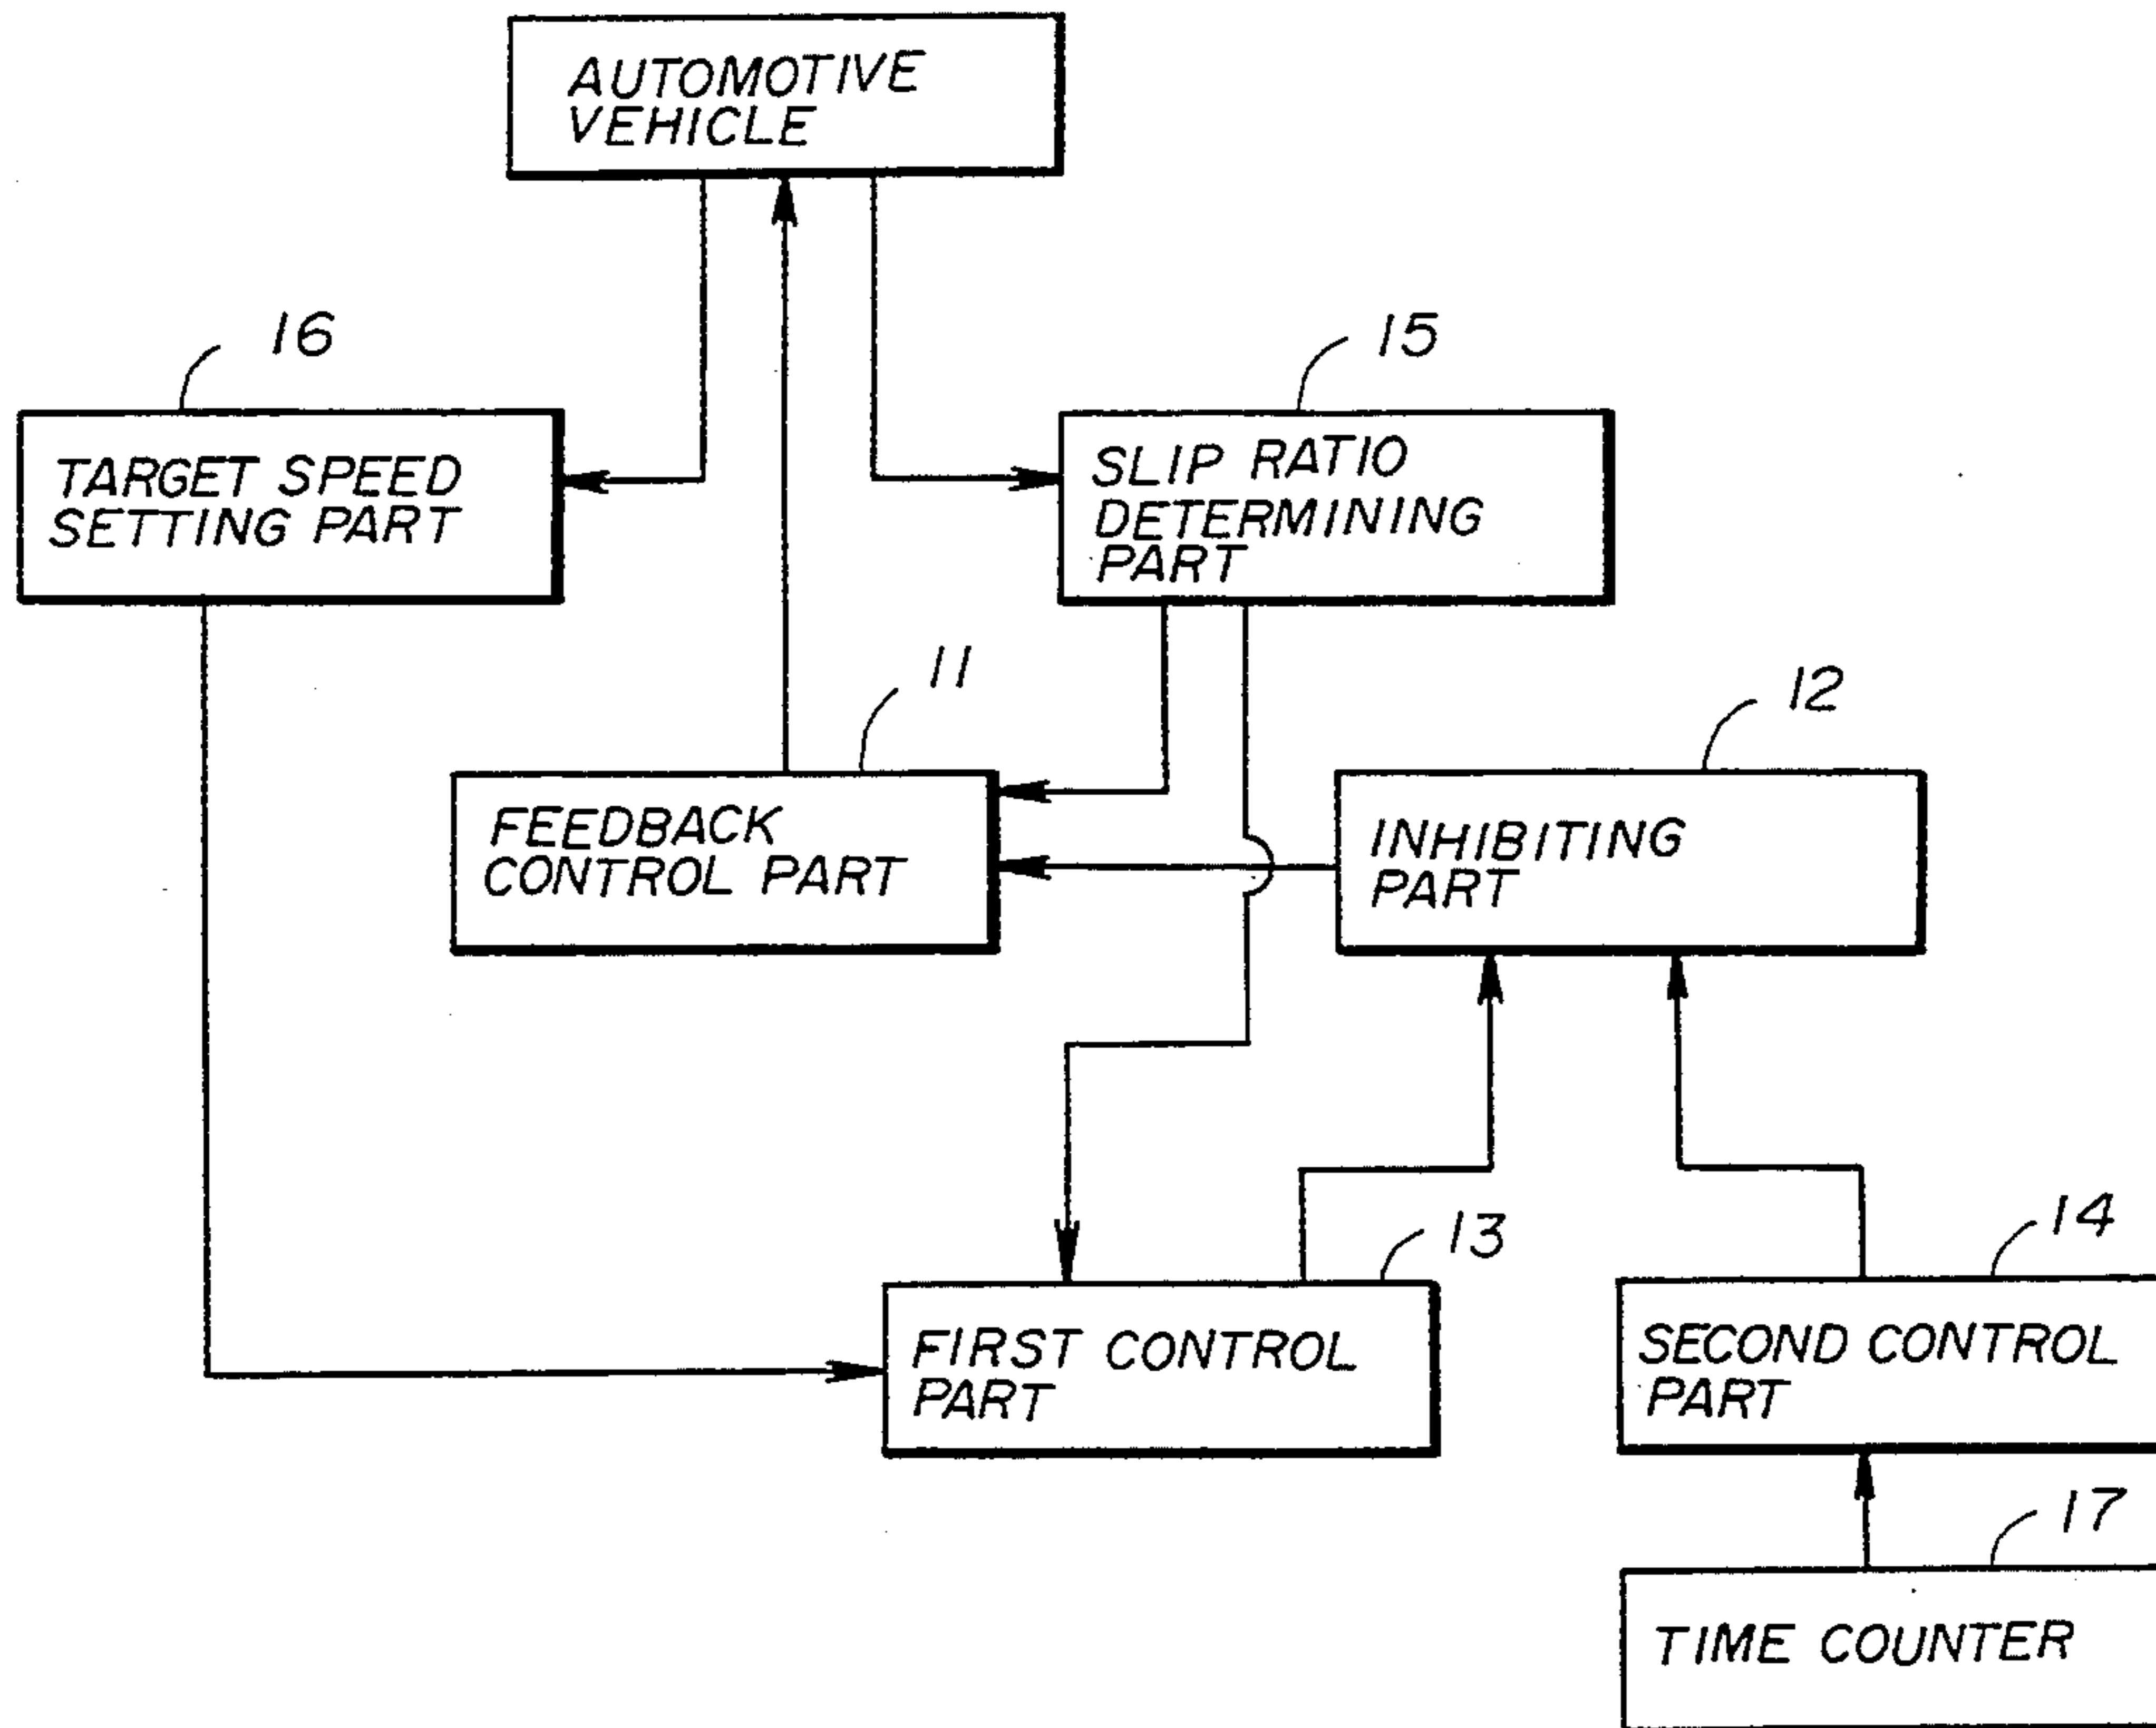 AUTOMOTIVE
VEHICLE
16
15
TARGET SPEED
SETTING PART
SLIP RATIO
DETERMINING
PART
11
12
FEEDBACK
CONTROL PART
INHIBITING
PART
13
14
FIRST CONTROL
PART
SECOND CONTROL
PART
17
TIME COUNTER